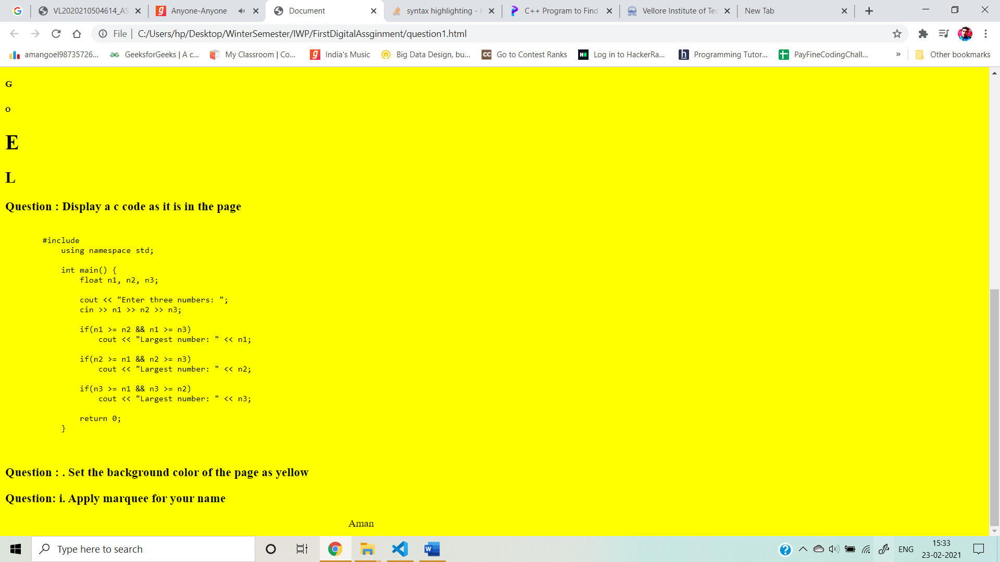 VL2020210504614_AS
Anyone-Anyone
Document
syntax highlighting - H
C++ Program to Find
Vellore Institute of Tec
New Tab
File | C:/Users/hp/Desktop/WinterSemester/IWP/FirstDigitalAssginment/question1.html
amangoel98735726...
GeeksforGeeks | A c...
My Classroom | Co...
India's Music
Big Data Design, bu...
CC Go to Contest Ranks
Log in to HackerRa...
h Programming Tutor...
PayFineCodingChall...
»
Other bookmarks
G
O
E
L
Question : Display a c code as it is in the page
#include
    using namespace std;
    int main() {
        float n1, n2, n3;
        cout << "Enter three numbers: ";
        cin >> n1 >> n2 >> n3;
        if(n1 >= n2 && n1 >= n3)
            cout << "Largest number: " << n1;
        if(n2 >= n1 && n2 >= n3)
            cout << "Largest number: " << n2;
        if(n3 >= n1 && n3 >= n2)
            cout << "Largest number: " << n3;
        return 0;
    }
Question : . Set the background color of the page as yellow
Question: i. Apply marquee for your name
Aman
Type here to search
ENG
15:33
23-02-2021